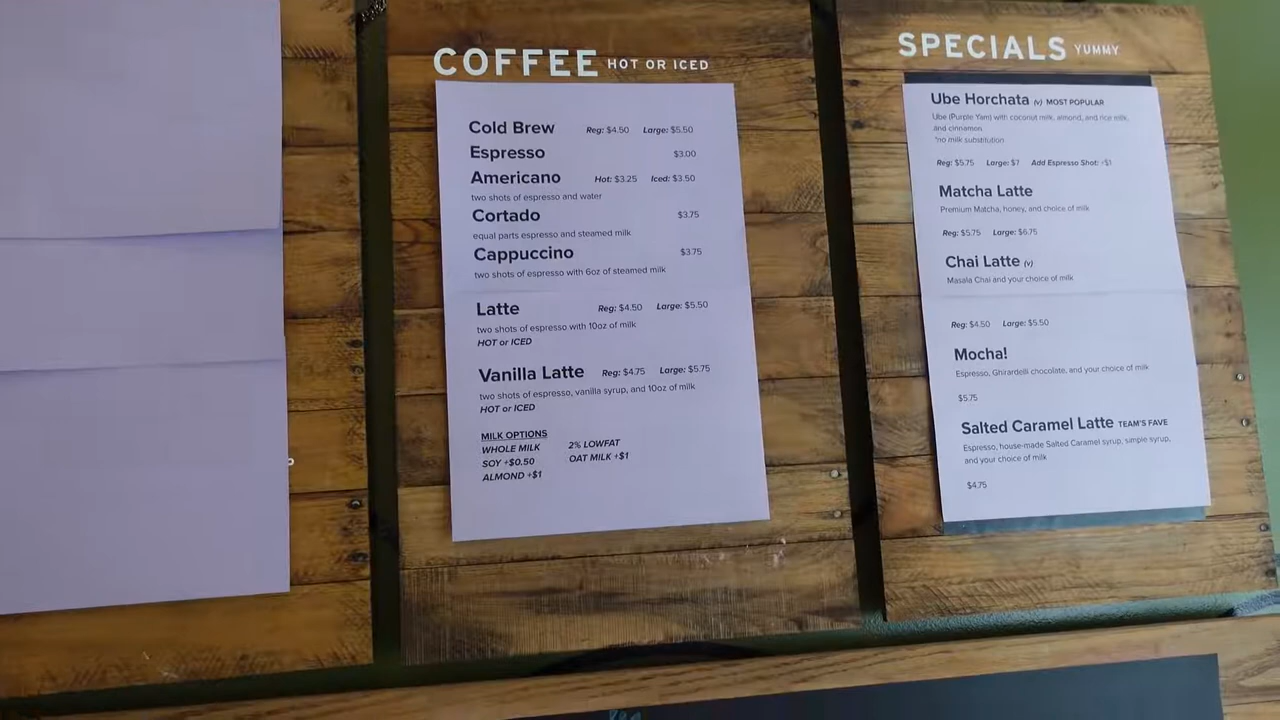 COFFEE HOT OR ICED
Cold Brew Reg: $4.50 Large: $5.50
Espresso $3.00
Americano Hot: $3.25 Iced: $3.50
two shots of espresso and water
Cortado $3.75
equal parts espresso and steamed milk
Cappuccino $3.75
two shots of espresso with 6oz of steamed milk
Latte Reg: $4.50 Large: $5.50
two shots of espresso with 10oz of milk
HOT or ICED
Vanilla Latte Reg: $4.75 Large: $5.75
two shots of espresso, vanilla syrup, and 10oz of milk
HOT or ICED
MILK OPTIONS
WHOLE MILK 2% LOWFAT
SOY +$0.50 OAT MILK +$1
ALMOND +$1
SPECIALS YUMMY
Ube Horchata (v) MOST POPULAR
Ube (Purple Yam) with coconut milk, almond, and rice milk,
and cinnamon
*no milk substitution
Reg: $5.75 Large: $7 Add Espresso Shot: +$1
Matcha Latte
Premium Matcha, honey, and choice of milk
Reg: $5.75 Large: $6.75
Chai Latte (v)
Masala Chai and your choice of milk
Reg: $4.50 Large: $5.50
Mocha!
Espresso, Ghirardelli chocolate, and your choice of milk
$5.75
Salted Caramel Latte TEAM'S FAVE
Espresso, house-made Salted Caramel syrup, simple syrup,
and your choice of milk
$4.75